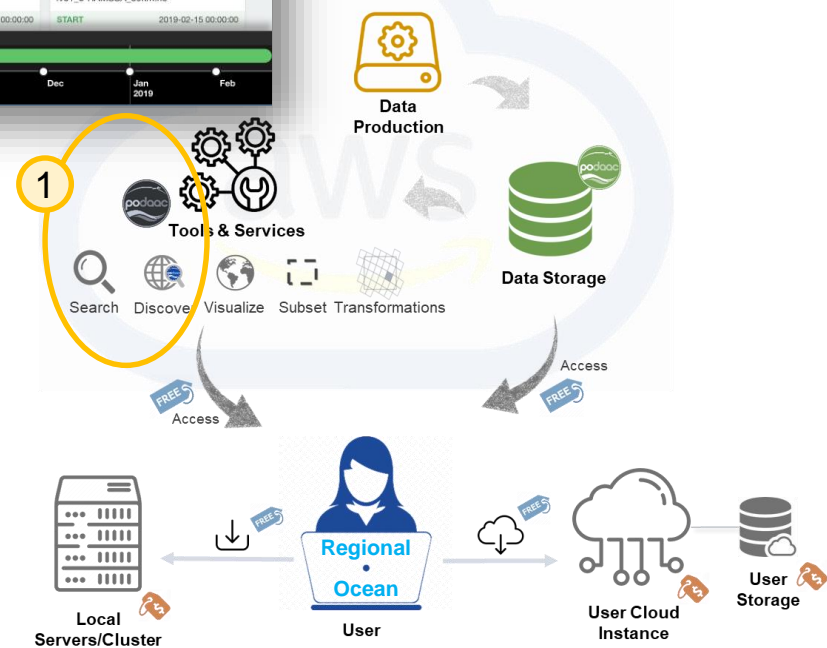 00:00:00
START
2019-02-15 00:00:00
Dec
Jan
2019
Feb
Data
Production
aws
1
podaac
podaac
Tools & Services
Data Storage
Search
Discover
Visualize
Subset
Transformations
Access
FREE
FREE
Access
FREE
FREE
Regional
•
Ocean
User
Local
Servers/Cluster
$
User Cloud
Instance
$
User
Storage
$